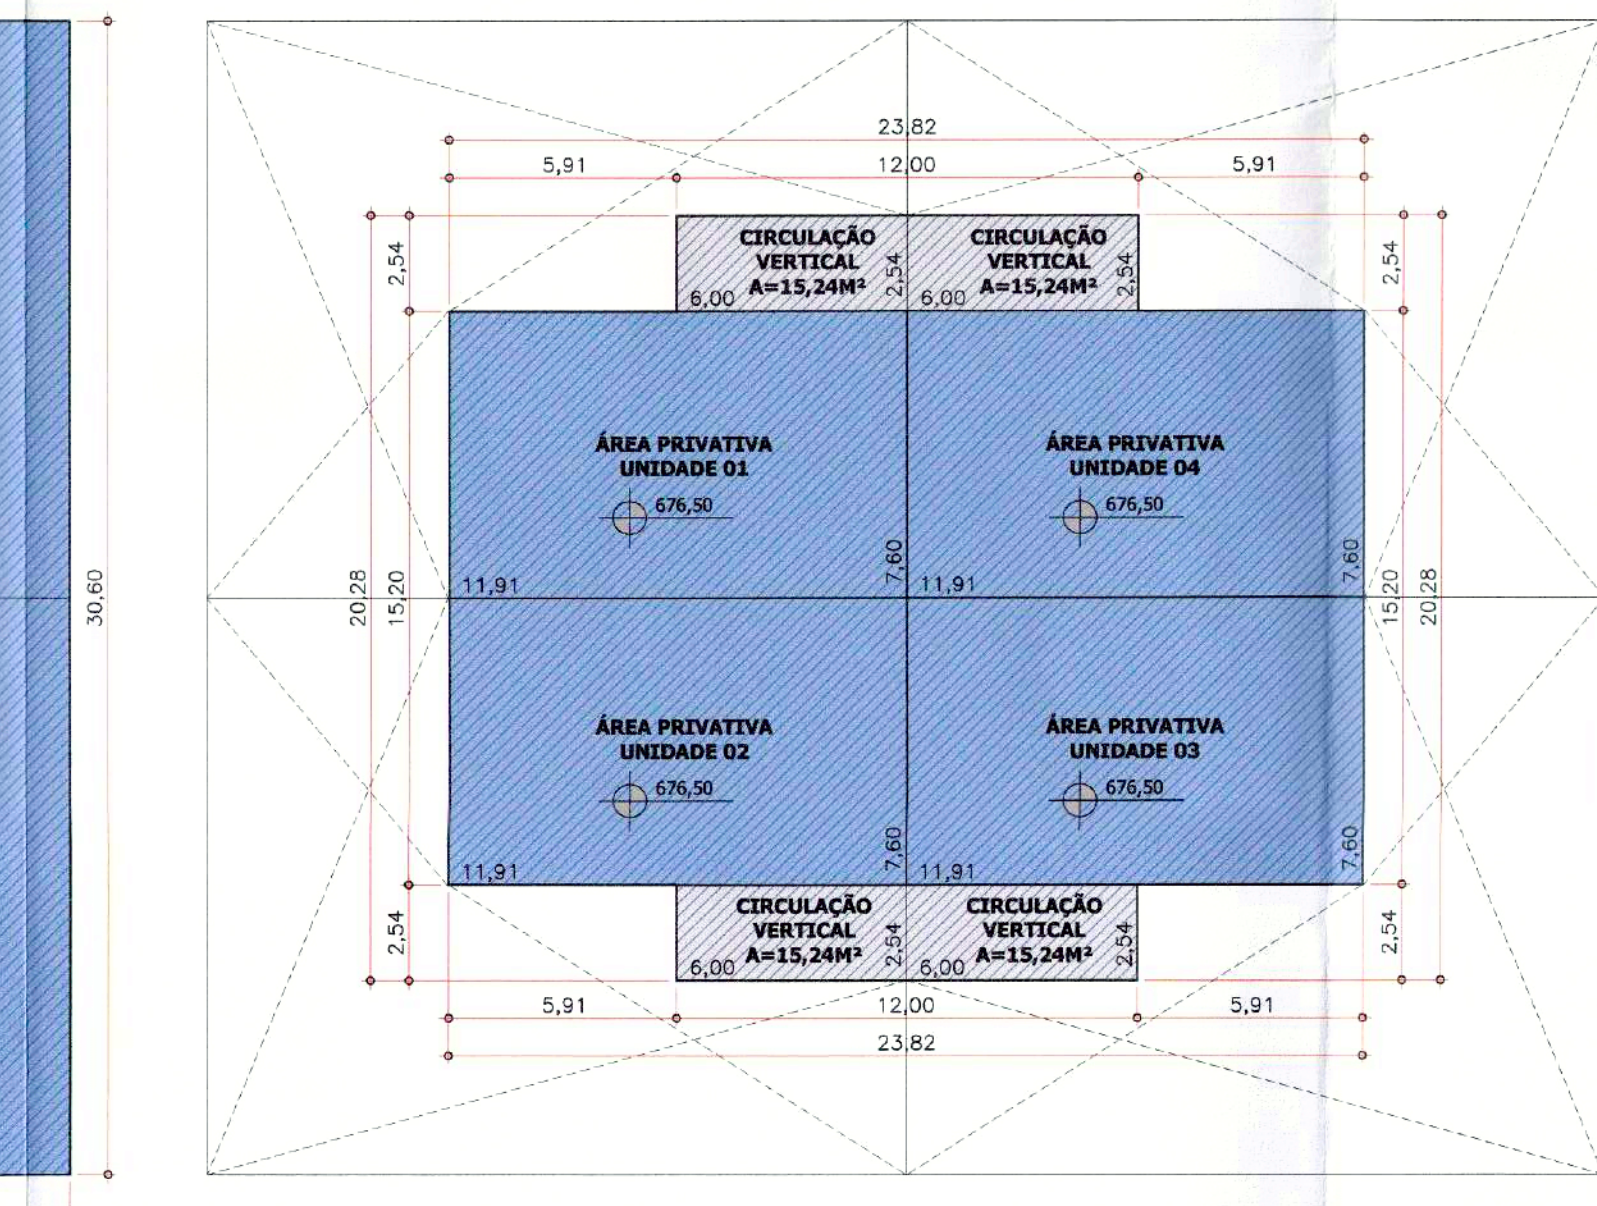 23,82
5,91
12,00
5,91
2,54
2,54
CIRCULAÇÃO
VERTICAL
A=15,24M²
6,00
2,54
CIRCULAÇÃO
VERTICAL
A=15,24M²
6,00
2,54
ÁREA PRIVATIVA
UNIDADE 01
676,50
11,91
7,60
ÁREA PRIVATIVA
UNIDADE 04
676,50
11,91
7,60
30,60
20,28
15,20
15,20
20,28
ÁREA PRIVATIVA
UNIDADE 02
676,50
11,91
7,60
ÁREA PRIVATIVA
UNIDADE 03
676,50
11,91
7,60
2,54
CIRCULAÇÃO
VERTICAL
A=15,24M²
6,00
2,54
CIRCULAÇÃO
VERTICAL
A=15,24M²
6,00
2,54
2,54
5,91
12,00
5,91
23,82